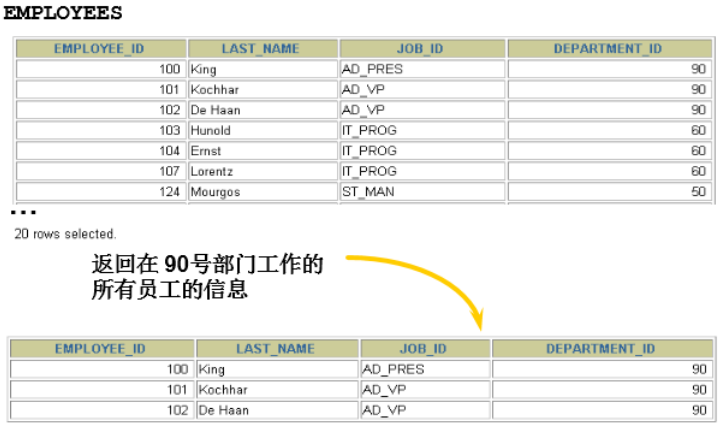 EMPLOYEES
EMPLOYEE_ID LAST_NAME JOB_ID DEPARTMENT_ID
100 King AD_PRES 90
101 Kochhar AD_VP 90
102 De Haan AD_VP 90
103 Hunold IT_PROG 60
104 Ernst IT_PROG 60
107 Lorentz IT_PROG 60
124 Mourgos ST_MAN 50
...
20 rows selected.
返回在 90号部门工作的
所有员工的信息
EMPLOYEE_ID LAST_NAME JOB_ID DEPARTMENT_ID
100 King AD_PRES 90
101 Kochhar AD_VP 90
102 De Haan AD_VP 90